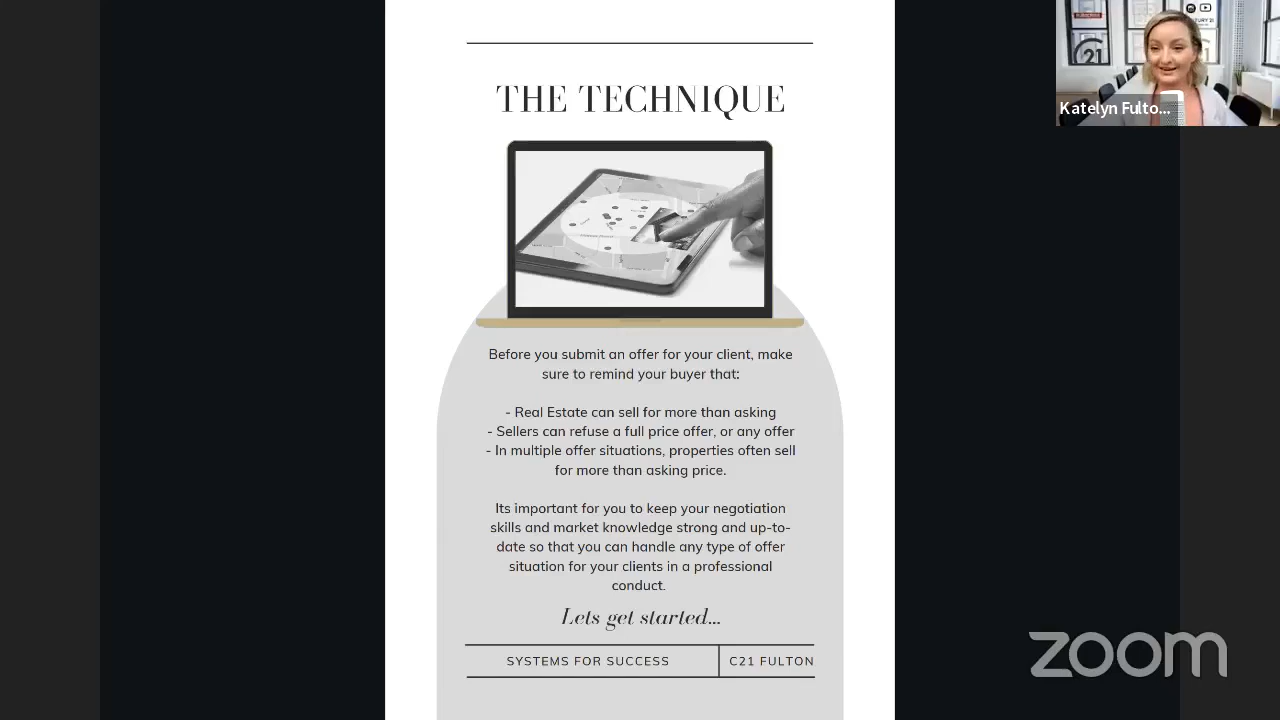 THE TECHNIQUE
Before you submit an offer for your client, make
sure to remind your buyer that:
- Real Estate can sell for more than asking
- Sellers can refuse a full price offer, or any offer
- In multiple offer situations, properties often sell
for more than asking price.
Its important for you to keep your negotiation
skills and market knowledge strong and up-to-
date so that you can handle any type of offer
situation for your clients in a professional
conduct.
Lets get started...
SYSTEMS FOR SUCCESS
C21 FULTON
21
Katelyn Fulto...
zoom